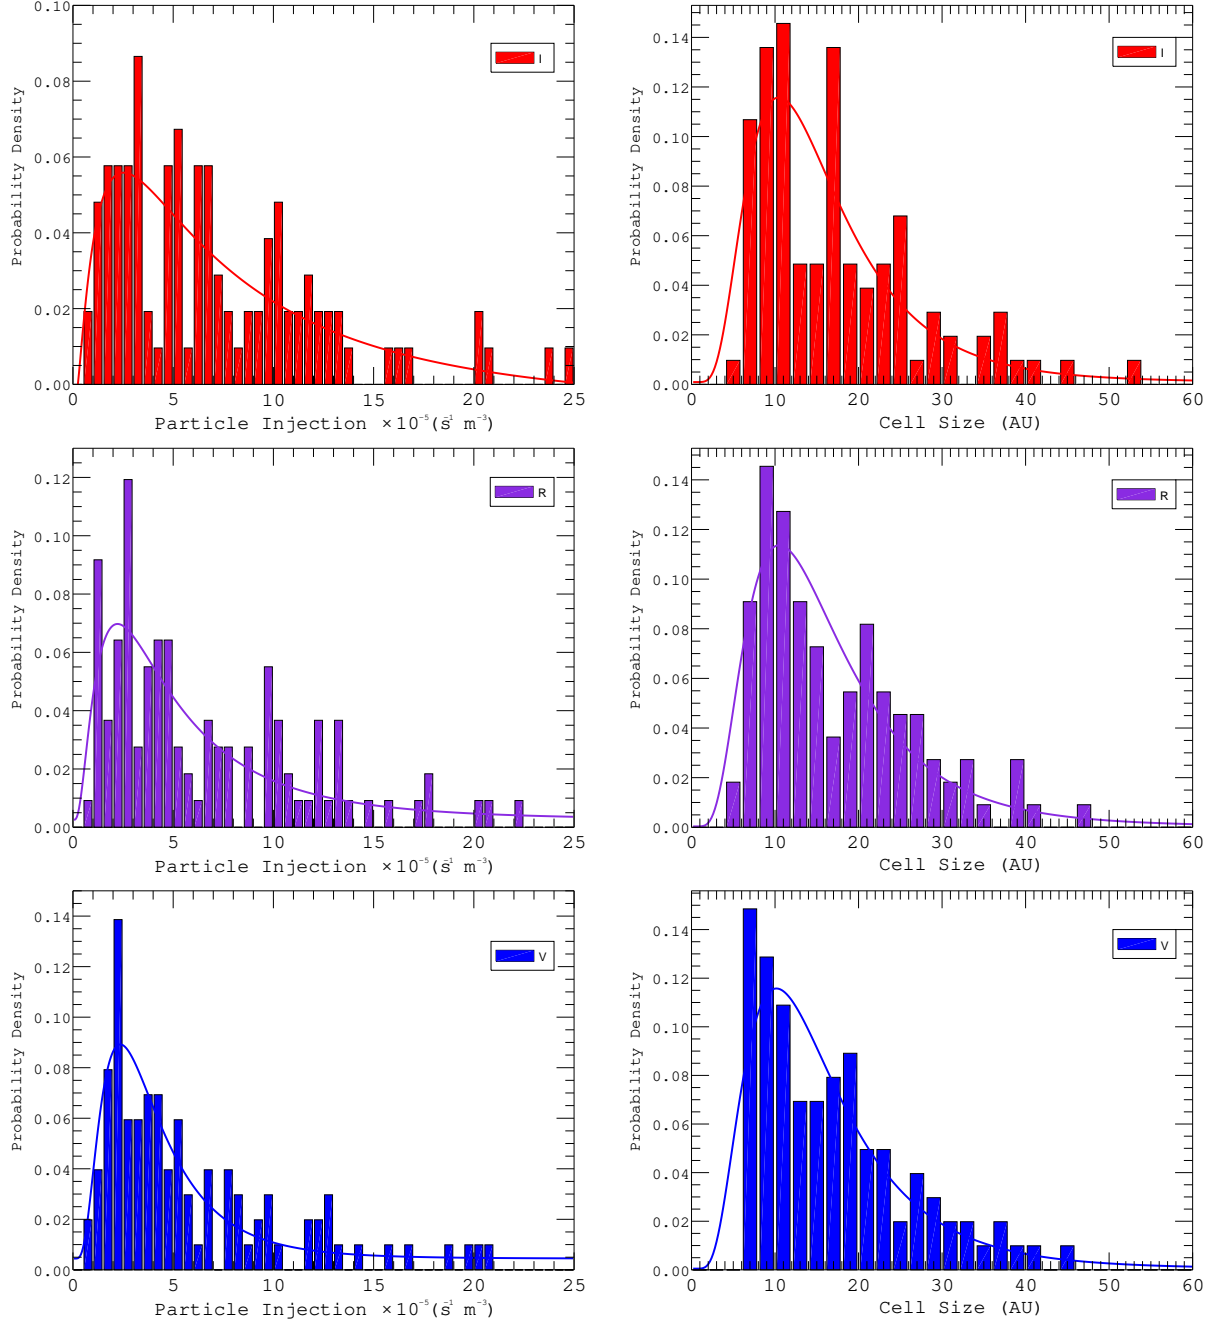 0.10
0.08
0.06
0.04
0.02
0.00
Probability Density
I
0 5 10 15 20 25
Particle Injection ×10⁻⁵(s⁻¹ m⁻³)
0.14
0.12
0.10
0.08
0.06
0.04
0.02
0.00
Probability Density
I
0 10 20 30 40 50 60
Cell Size (AU)
0.12
0.10
0.08
0.06
0.04
0.02
0.00
Probability Density
R
0 5 10 15 20 25
Particle Injection ×10⁻⁵(s⁻¹ m⁻³)
0.14
0.12
0.10
0.08
0.06
0.04
0.02
0.00
Probability Density
R
0 10 20 30 40 50 60
Cell Size (AU)
0.14
0.12
0.10
0.08
0.06
0.04
0.02
0.00
Probability Density
V
0 5 10 15 20 25
Particle Injection ×10⁻⁵(s⁻¹ m⁻³)
0.14
0.12
0.10
0.08
0.06
0.04
0.02
0.00
Probability Density
V
0 10 20 30 40 50 60
Cell Size (AU)